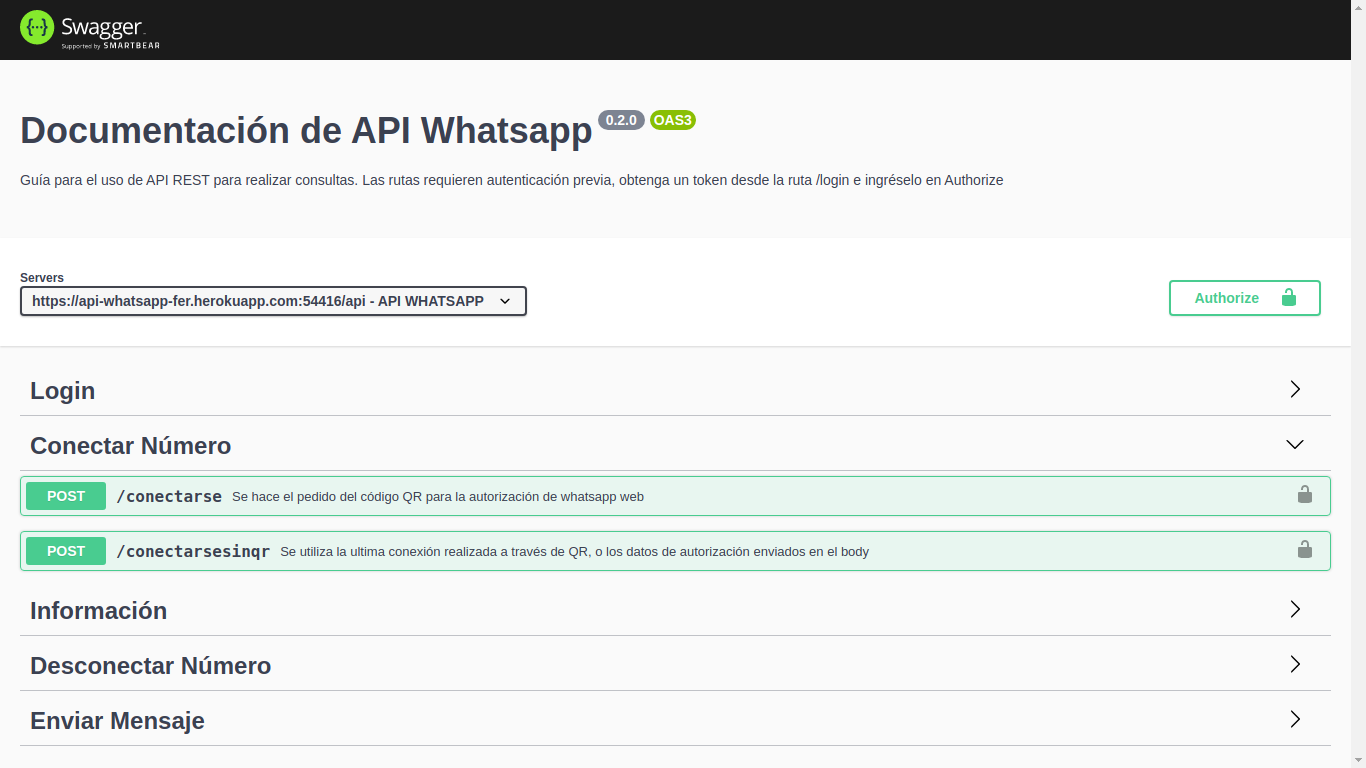 {···} Swagger
Supported by SMARTBEAR
Documentación de API Whatsapp 0.2.0 OAS3
Guía para el uso de API REST para realizar consultas. Las rutas requieren autenticación previa, obtenga un token desde la ruta /login e ingréselo en Authorize
Servers
https://api-whatsapp-fer.herokuapp.com:54416/api - API WHATSAPP
Authorize
Login
Conectar Número
POST /conectarse Se hace el pedido del código QR para la autorización de whatsapp web
POST /conectarsesinqr Se utiliza la ultima conexión realizada a través de QR, o los datos de autorización enviados en el body
Información
Desconectar Número
Enviar Mensaje